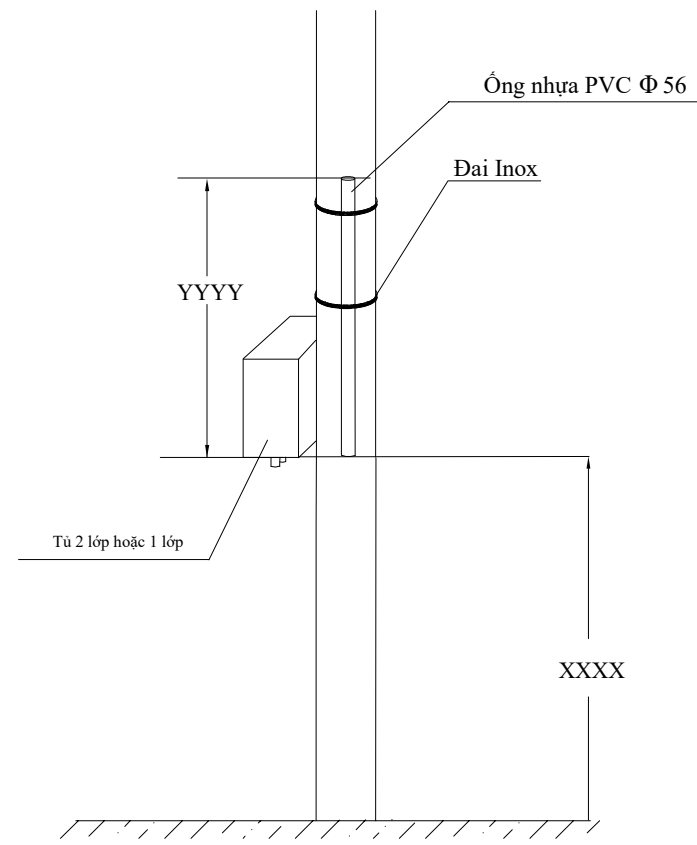 Ống nhựa PVC Φ 56
Đai Inox
YYYY
Tủ 2 lớp hoặc 1 lớp
XXXX